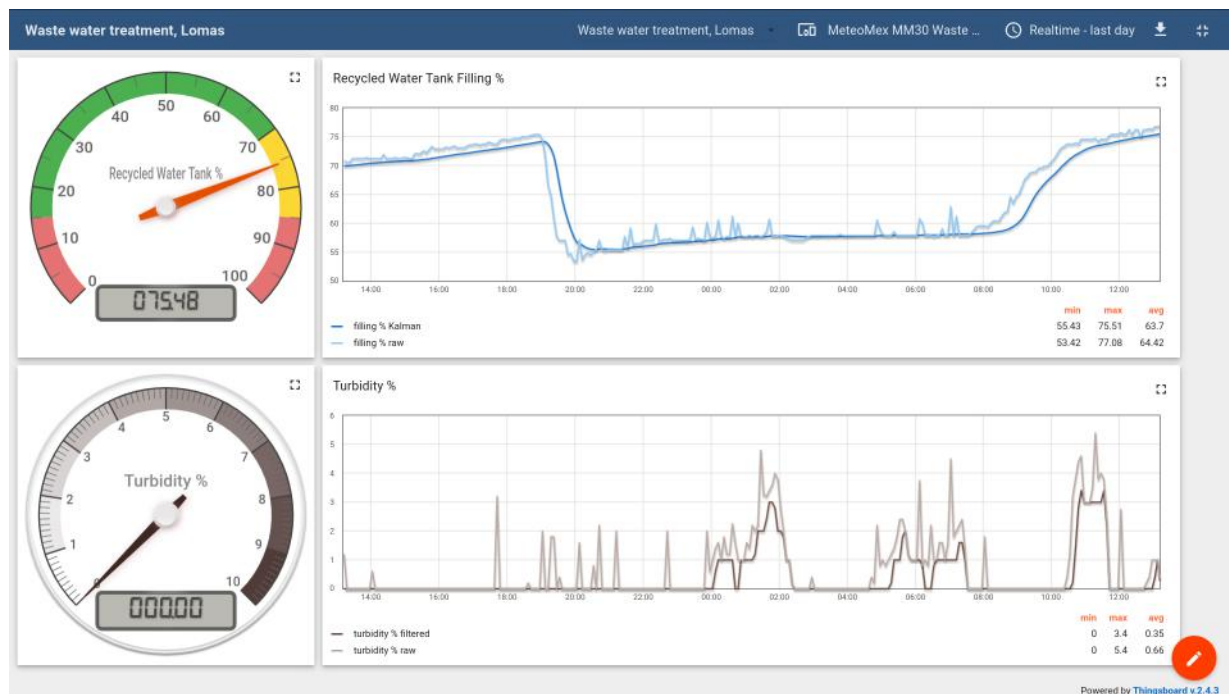 Waste water treatment, Lomas
Waste water treatment, Lomas
MeteoMex MM30 Waste ...
Realtime - last day
0
10
20
30
40
50
60
70
80
90
100
Recycled Water Tank %
075.48
Recycled Water Tank Filling %
80
75
70
65
60
55
50
14:00 16:00 18:00 20:00 22:00 00:00 02:00 04:00 06:00 08:00 10:00 12:00
min max avg
filling % Kalman 55.43 75.51 63.7
filling % raw 53.42 77.08 64.42
0
1
2
3
4
5
6
7
8
9
10
Turbidity %
000.00
Turbidity %
6
5
4
3
2
1
0
14:00 16:00 18:00 20:00 22:00 00:00 02:00 04:00 06:00 08:00 10:00 12:00
min max avg
turbidity % filtered 0 3.4 0.35
turbidity % raw 0 5.4 0.66
Powered by Thingsboard v.2.4.3